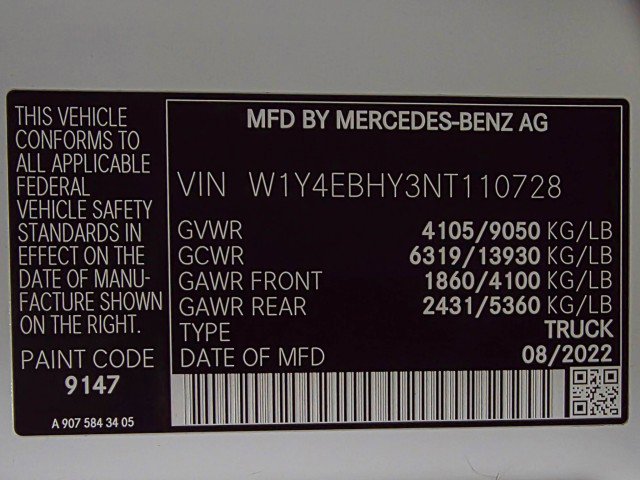 THIS VEHICLE
CONFORMS TO
ALL APPLICABLE
FEDERAL
VEHICLE SAFETY
STANDARDS IN
EFFECT ON THE
DATE OF MANU-
FACTURE SHOWN
ON THE RIGHT.
PAINT CODE
9147
A 907 584 34 05
MFD BY MERCEDES-BENZ AG
VIN W1Y4EBHY3NT110728
GVWR 4105/9050 KG/LB
GCWR 6319/13930 KG/LB
GAWR FRONT 1860/4100 KG/LB
GAWR REAR 2431/5360 KG/LB
TYPE TRUCK
DATE OF MFD 08/2022